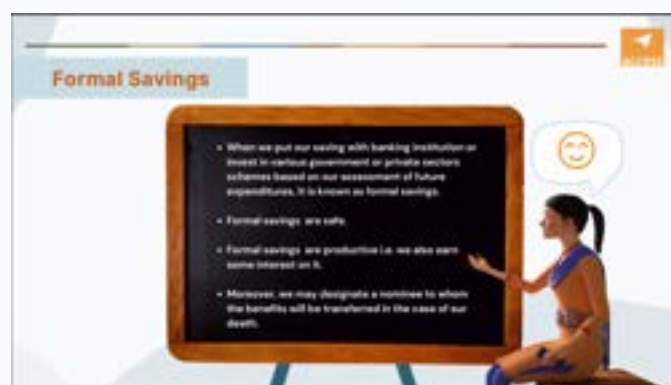 Formal Savings
• When we put our saving with banking institution or
invest in various government or private sectors
schemes based on our assessment of future
expenditures. It is known as formal savings.
• Formal savings are safe.
• Formal savings are productive i.e. we also earn
some interest on it.
• Moreover, we may designate a nominee to whom
the benefits will be transferred in the case of our
death.